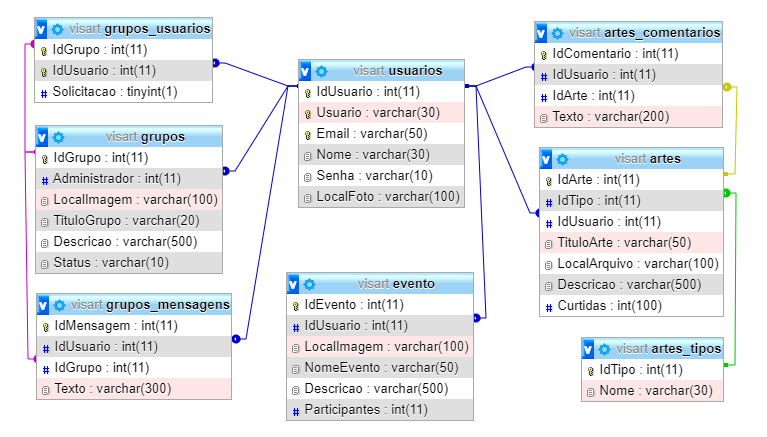 visart grupos_usuarios
IdGrupo : int(11)
IdUsuario : int(11)
Solicitacao : tinyint(1)
visart grupos
IdGrupo : int(11)
Administrador : int(11)
LocalImagem : varchar(100)
TituloGrupo : varchar(20)
Descricao : varchar(500)
Status : varchar(10)
visart grupos_mensagens
IdMensagem : int(11)
IdUsuario : int(11)
IdGrupo : int(11)
Texto : varchar(300)
visart usuarios
IdUsuario : int(11)
Usuario : varchar(30)
Email : varchar(50)
Nome : varchar(30)
Senha : varchar(10)
LocalFoto : varchar(100)
visart evento
IdEvento : int(11)
IdUsuario : int(11)
LocalImagem : varchar(100)
NomeEvento : varchar(50)
Descricao : varchar(500)
Participantes : int(11)
visart artes_comentarios
IdComentario : int(11)
IdUsuario : int(11)
IdArte : int(11)
Texto : varchar(200)
visart artes
IdArte : int(11)
IdTipo : int(11)
IdUsuario : int(11)
TituloArte : varchar(50)
LocalArquivo : varchar(100)
Descricao : varchar(500)
Curtidas : int(100)
visart artes_tipos
IdTipo : int(11)
Nome : varchar(30)